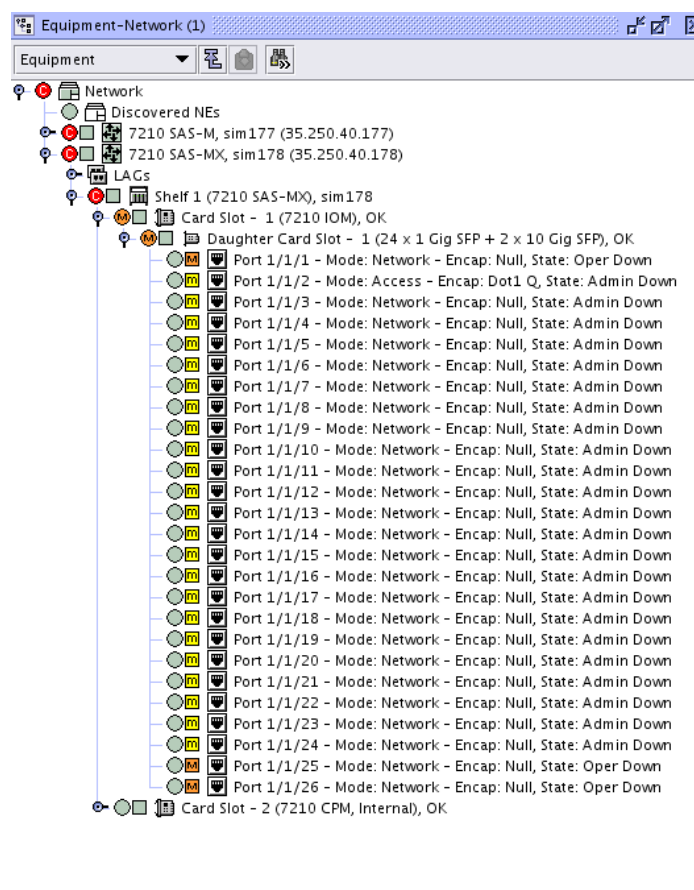 Equipment-Network (1)
Equipment
C Network
Discovered NEs
C 7210 SAS-M, sim177 (35.250.40.177)
C 7210 SAS-MX, sim178 (35.250.40.178)
LAGs
C Shelf 1 (7210 SAS-MX), sim178
M Card Slot - 1 (7210 IOM), OK
M Daughter Card Slot - 1 (24 x 1 Gig SFP + 2 x 10 Gig SFP), OK
M Port 1/1/1 - Mode: Network - Encap: Null, State: Oper Down
m Port 1/1/2 - Mode: Access - Encap: Dot1 Q, State: Admin Down
m Port 1/1/3 - Mode: Network - Encap: Null, State: Admin Down
m Port 1/1/4 - Mode: Network - Encap: Null, State: Admin Down
m Port 1/1/5 - Mode: Network - Encap: Null, State: Admin Down
m Port 1/1/6 - Mode: Network - Encap: Null, State: Admin Down
m Port 1/1/7 - Mode: Network - Encap: Null, State: Admin Down
m Port 1/1/8 - Mode: Network - Encap: Null, State: Admin Down
m Port 1/1/9 - Mode: Network - Encap: Null, State: Admin Down
m Port 1/1/10 - Mode: Network - Encap: Null, State: Admin Down
m Port 1/1/11 - Mode: Network - Encap: Null, State: Admin Down
m Port 1/1/12 - Mode: Network - Encap: Null, State: Admin Down
m Port 1/1/13 - Mode: Network - Encap: Null, State: Admin Down
m Port 1/1/14 - Mode: Network - Encap: Null, State: Admin Down
m Port 1/1/15 - Mode: Network - Encap: Null, State: Admin Down
m Port 1/1/16 - Mode: Network - Encap: Null, State: Admin Down
m Port 1/1/17 - Mode: Network - Encap: Null, State: Admin Down
m Port 1/1/18 - Mode: Network - Encap: Null, State: Admin Down
m Port 1/1/19 - Mode: Network - Encap: Null, State: Admin Down
m Port 1/1/20 - Mode: Network - Encap: Null, State: Admin Down
m Port 1/1/21 - Mode: Network - Encap: Null, State: Admin Down
m Port 1/1/22 - Mode: Network - Encap: Null, State: Admin Down
m Port 1/1/23 - Mode: Network - Encap: Null, State: Admin Down
m Port 1/1/24 - Mode: Network - Encap: Null, State: Admin Down
M Port 1/1/25 - Mode: Network - Encap: Null, State: Oper Down
M Port 1/1/26 - Mode: Network - Encap: Null, State: Oper Down
Card Slot - 2 (7210 CPM, Internal), OK